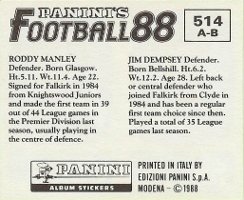 PANINI'S
FOOTBALL 88
514
A-B
RODDY MANLEY
Defender. Born Glasgow.
Ht.5.11. Wt.11.4. Age 22.
Signed for Falkirk in 1984
from Knightswood Juniors
and made the first team in 39
out of 44 League games in
the Premier Division last
season, usually playing in
the centre of defence.
JIM DEMPSEY Defender.
Born Bellshill. Ht.6.2.
Wt.12.2. Age 28. Left back
or central defender who
joined Falkirk from Clyde in
1984 and has been a regular
first team choice since then.
Played a total of 35 League
games last season.
PANINI
ALBUM STICKERS
PRINTED IN ITALY BY
EDIZIONI PANINI S.p.A.
MODENA - © 1988